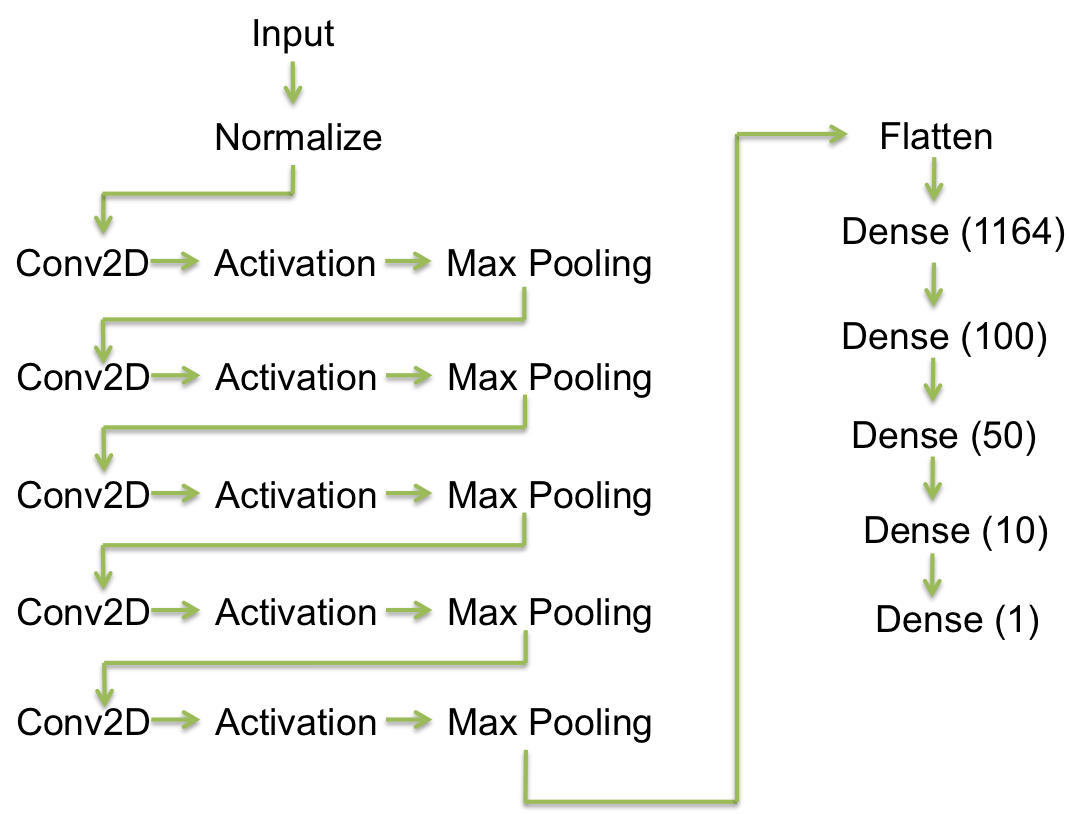 Input
Normalize
Conv2D Activation Max Pooling
Conv2D Activation Max Pooling
Conv2D Activation Max Pooling
Conv2D Activation Max Pooling
Conv2D Activation Max Pooling
Flatten
Dense (1164)
Dense (100)
Dense (50)
Dense (10)
Dense (1)